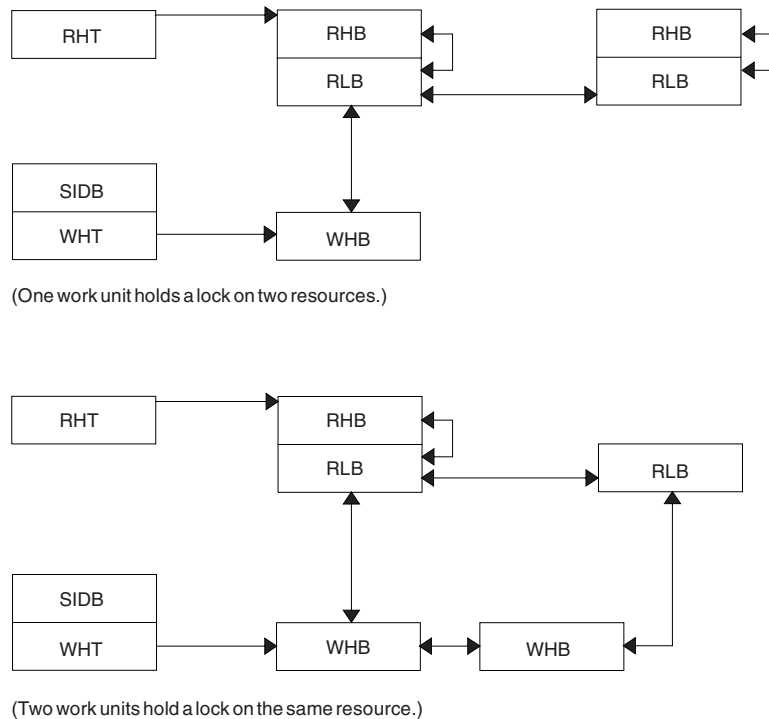 RHT
RHB
RHB
RLB
RLB
SIDB
WHT
WHB
(One work unit holds a lock on two resources.)
RHT
RHB
RLB
RLB
SIDB
WHT
WHB
WHB
(Two work units hold a lock on the same resource.)